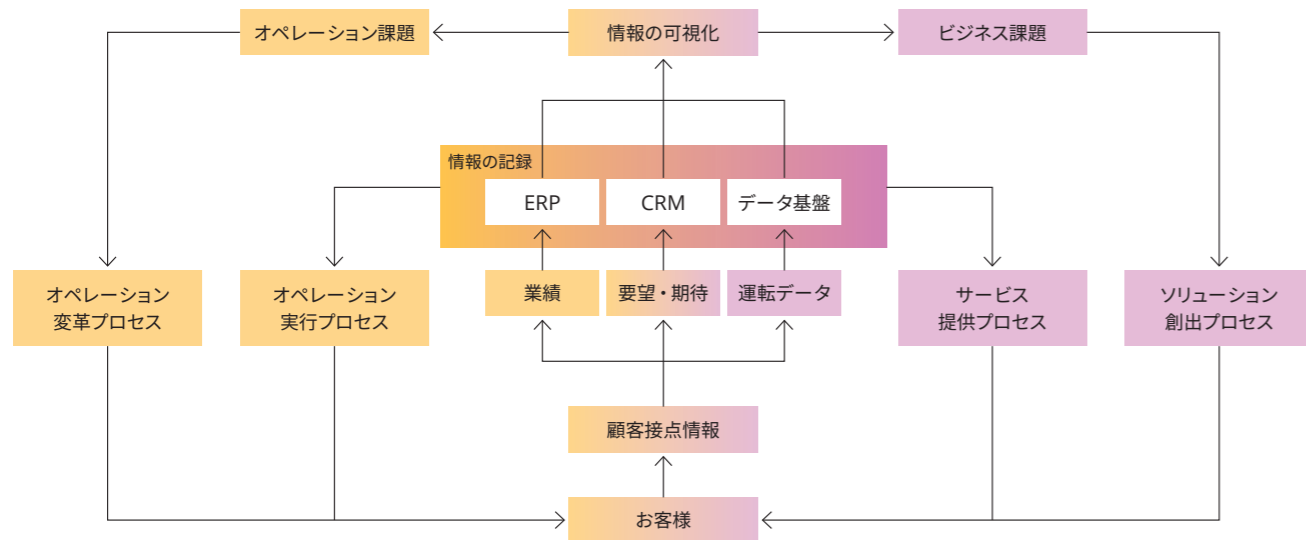 オペレーション課題
情報の可視化
ビジネス課題
情報の記録
ERP
CRM
データ基盤
オペレーション
変革プロセス
オペレーション
実行プロセス
業績
要望・期待
運転データ
サービス
提供プロセス
ソリューション
創出プロセス
顧客接点情報
お客様